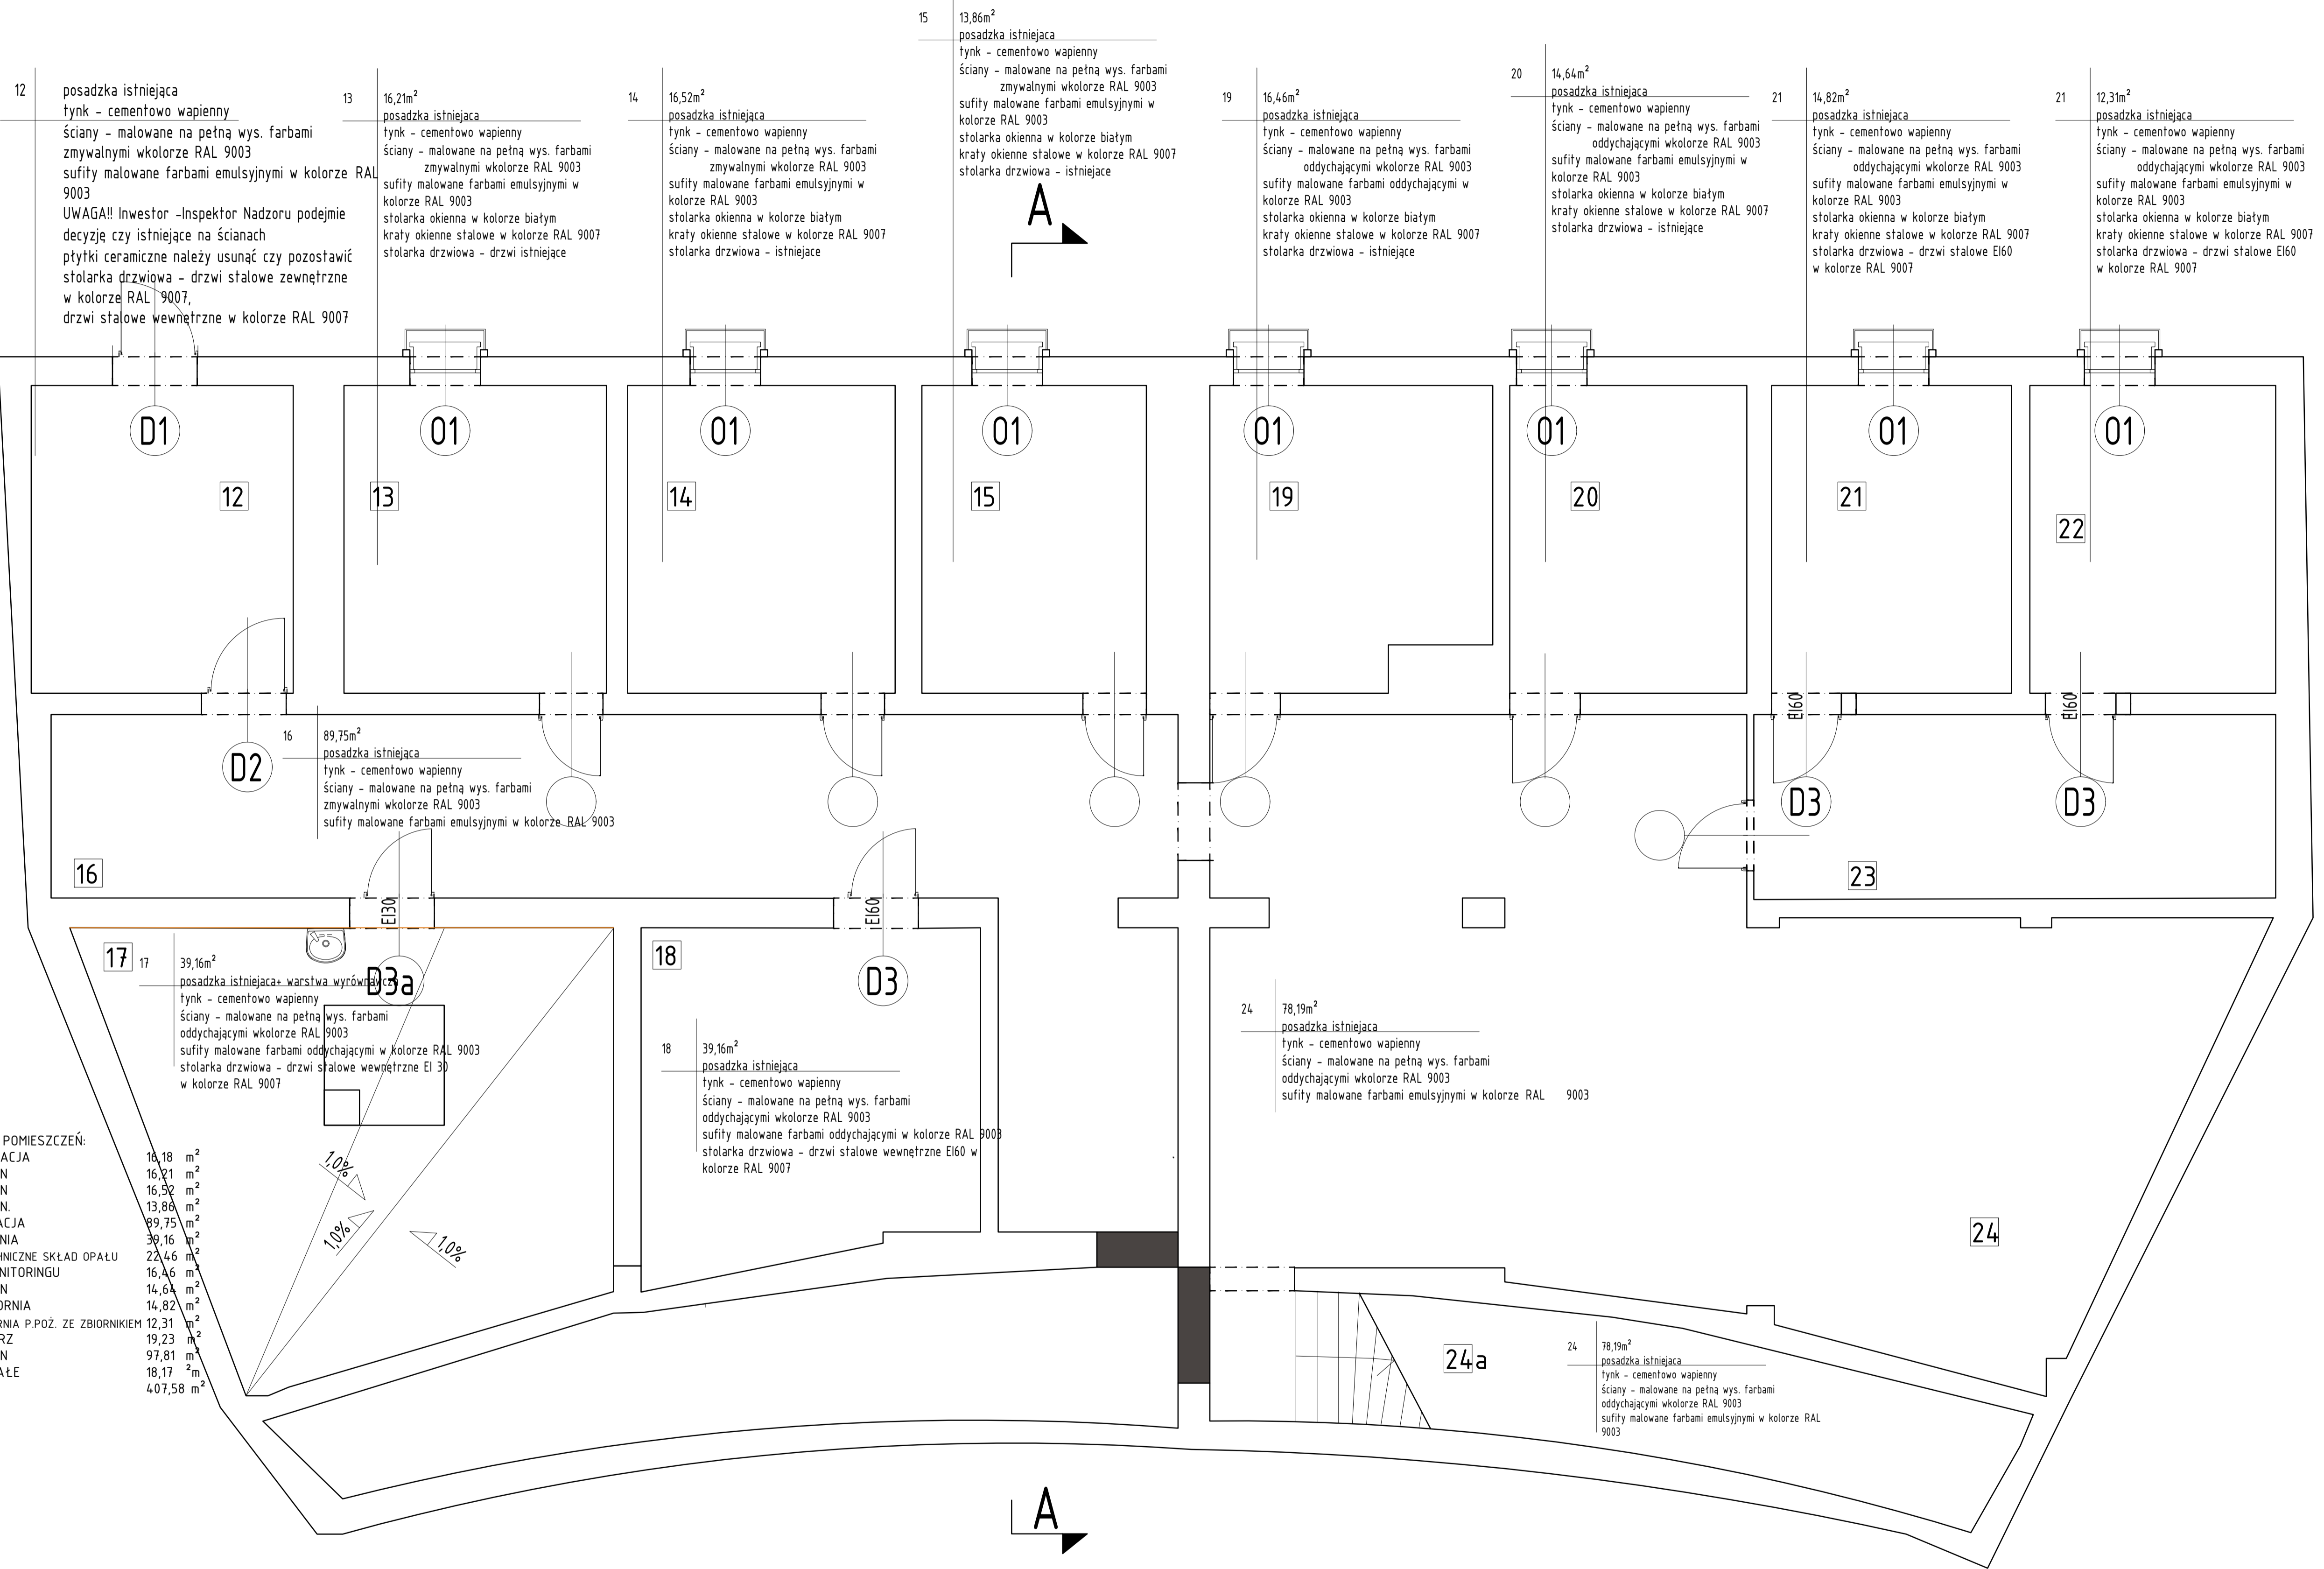 12
posadzka istniejąca
tynk - cementowo wapienny
ściany - malowane na pełną wys. farbami
zmywalnymi wkolorze RAL 9003
sufity malowane farbami emulsyjnymi w kolorze RAL
9003
UWAGA!! Inwestor -Inspektor Nadzoru podejmie
decyzję czy istniejące na ścianach
płytki ceramiczne należy usunąć czy pozostawić
stolarka drzwiowa - drzwi stalowe zewnętrzne
w kolorze RAL 9007,
drzwi stalowe wewnętrzne w kolorze RAL 9007
13
16,21m²
posadzka istniejaca
tynk - cementowo wapienny
ściany - malowane na pełną wys. farbami
zmywalnymi wkolorze RAL 9003
sufity malowane farbami emulsyjnymi w
kolorze RAL 9003
stolarka okienna w kolorze białym
kraty okienne stalowe w kolorze RAL 9007
stolarka drzwiowa - drzwi istniejące
14
16,52m²
posadzka istniejąca
tynk - cementowo wapienny
ściany - malowane na pełną wys. farbami
zmywalnymi wkolorze RAL 9003
sufity malowane farbami emulsyjnymi w
kolorze RAL 9003
stolarka okienna w kolorze białym
kraty okienne stalowe w kolorze RAL 9007
stolarka drzwiowa - istniejace
15
13,86m²
posadzka istniejaca
tynk - cementowo wapienny
ściany - malowane na pełną wys. farbami
zmywalnymi wkolorze RAL 9003
sufity malowane farbami emulsyjnymi w
kolorze RAL 9003
stolarka okienna w kolorze białym
kraty okienne stalowe w kolorze RAL 9007
stolarka drzwiowa - istniejace
A
19
16,46m²
posadzka istniejąca
tynk - cementowo wapienny
ściany - malowane na pełną wys. farbami
oddychającymi wkolorze RAL 9003
sufity malowane farbami oddychającymi w
kolorze RAL 9003
stolarka okienna w kolorze białym
kraty okienne stalowe w kolorze RAL 9007
stolarka drzwiowa - istniejące
20
14,64m²
posadzka istniejaca
tynk - cementowo wapienny
ściany - malowane na pełną wys. farbami
oddychającymi wkolorze RAL 9003
sufity malowane farbami emulsyjnymi w
kolorze RAL 9003
stolarka okienna w kolorze białym
kraty okienne stalowe w kolorze RAL 9007
stolarka drzwiowa - istniejące
21
14,82m²
posadzka istniejąca
tynk - cementowo wapienny
ściany - malowane na pełną wys. farbami
oddychającymi wkolorze RAL 9003
sufity malowane farbami emulsyjnymi w
kolorze RAL 9003
stolarka okienna w kolorze białym
kraty okienne stalowe w kolorze RAL 9007
stolarka drzwiowa - drzwi stalowe EI60
w kolorze RAL 9007
21
12,31m²
posadzka istniejąca
tynk - cementowo wapienny
ściany - malowane na pełną wys. farbami
oddychającymi wkolorze RAL 9003
sufity malowane farbami emulsyjnymi w
kolorze RAL 9003
stolarka okienna w kolorze białym
kraty okienne stalowe w kolorze RAL 9007
stolarka drzwiowa - drzwi stalowe EI60
w kolorze RAL 9007
D1
O1
O1
O1
O1
O1
O1
O1
12
13
14
15
19
20
21
22
EI60
EI60
D2
16
89,75m²
posadzka istniejąca
tynk - cementowo wapienny
ściany - malowane na pełną wys. farbami
zmywalnymi wkolorze RAL 9003
sufity malowane farbami emulsyjnymi w kolorze RAL 9003
D3
D3
16
23
EI30
EI60
17
17
39,16m²
posadzka istniejaca+ warstwa wyrównawcza
tynk - cementowo wapienny
ściany - malowane na pełną wys. farbami
oddychającymi wkolorze RAL 9003
sufity malowane farbami oddychającymi w kolorze RAL 9003
stolarka drzwiowa - drzwi stalowe wewnętrzne EI 30
w kolorze RAL 9007
D3a
18
D3
18
39,16m²
posadzka istniejąca
tynk - cementowo wapienny
ściany - malowane na pełną wys. farbami
oddychającymi wkolorze RAL 9003
sufity malowane farbami oddychającymi w kolorze RAL 9003
stolarka drzwiowa - drzwi stalowe wewnętrzne EI60 w
kolorze RAL 9007
24
78,19m²
posadzka istniejaca
tynk - cementowo wapienny
ściany - malowane na pełną wys. farbami
oddychającymi wkolorze RAL 9003
sufity malowane farbami emulsyjnymi w kolorze RAL 9003
POMIESZCZEŃ:
ACJA 16,18 m²
N 16,21 m²
N 16,52 m²
N. 13,86 m²
ACJA 89,75 m²
NIA 39,16 m²
HNICZNE SKŁAD OPAŁU 22,46 m²
NITORINGU 16,46 m²
N 14,64 m²
ORNIA 14,82 m²
RNIA P.POŻ. ZE ZBIORNIKIEM 12,31 m²
RZ 19,23 m²
N 97,81 m²
AŁE 18,17 ²m
407,58 m²
1,0%
1,0%
1,0%
24
24a
24
78,19m²
posadzka istniejaca
tynk - cementowo wapienny
ściany - malowane na pełną wys. farbami
oddychającymi wkolorze RAL 9003
sufity malowane farbami emulsyjnymi w kolorze RAL
9003
A